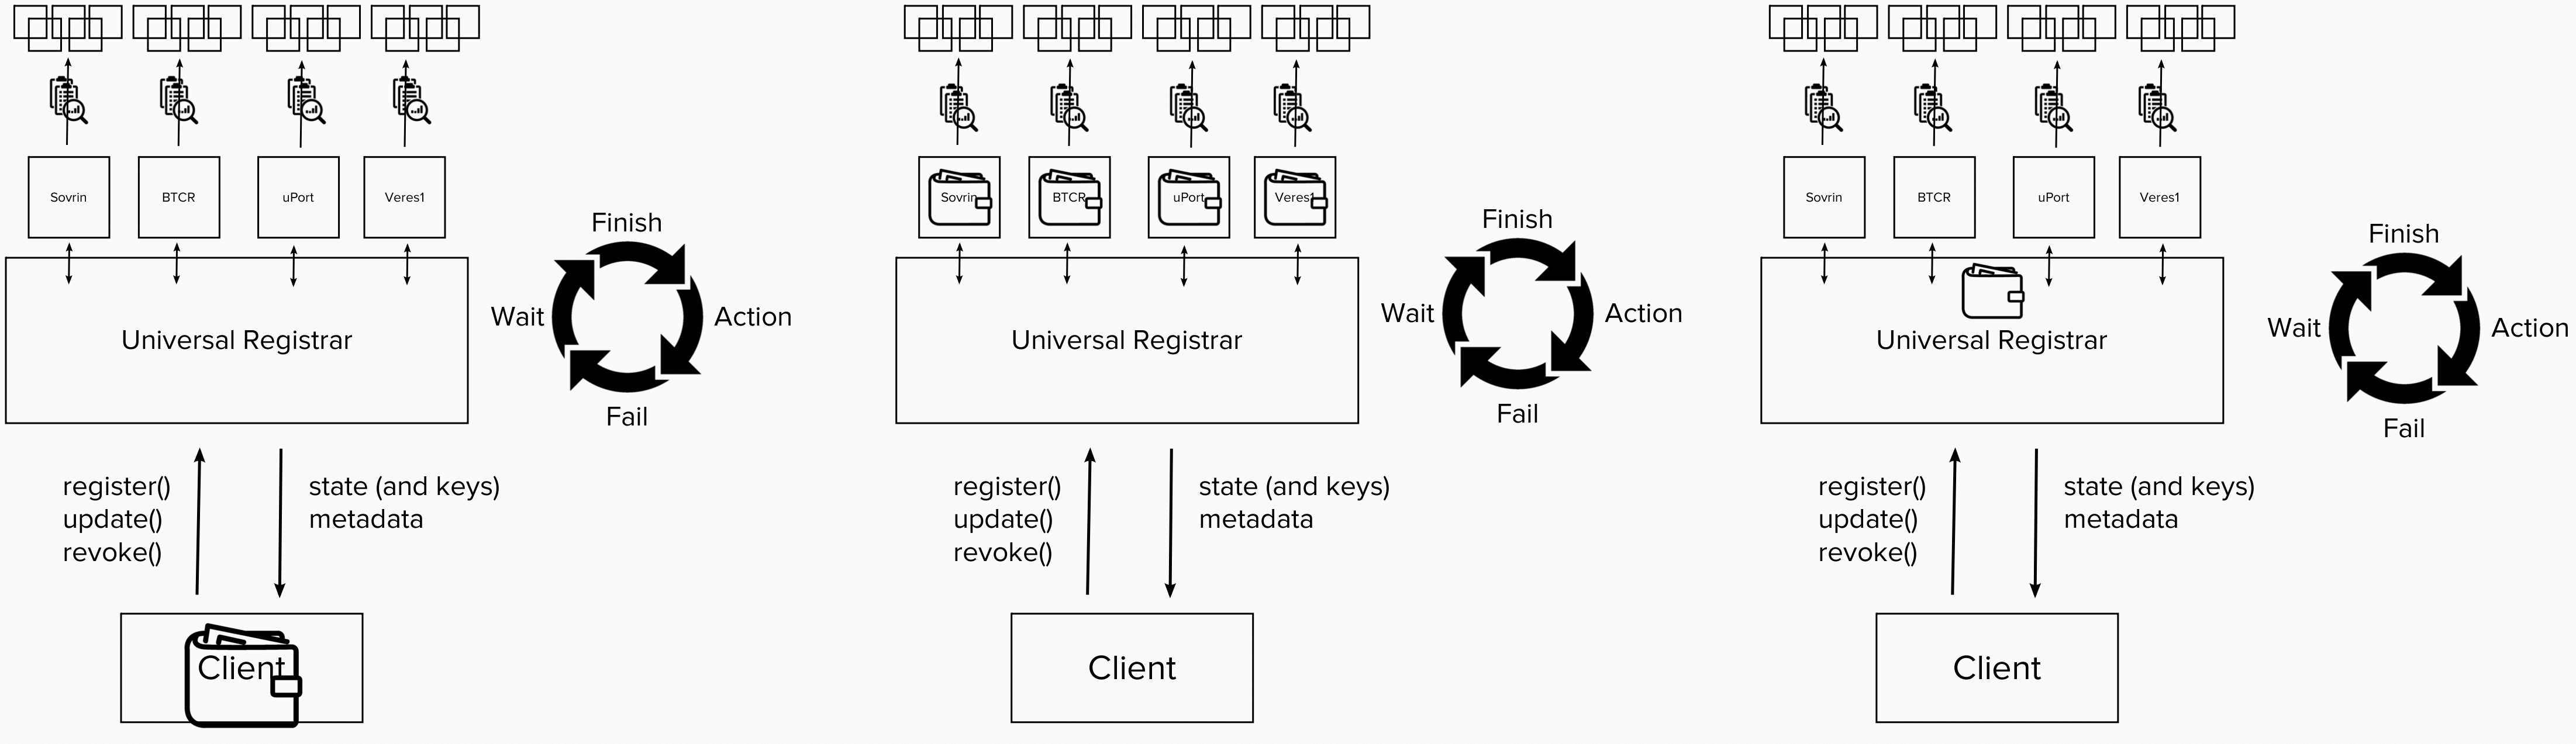 Sovrin
BTCR
uPort
Veres1
Universal Registrar
Finish
Wait
Action
Fail
register()
update()
revoke()
state (and keys)
metadata
Client
Sovrin
BTCR
uPort
Veres1
Universal Registrar
Finish
Wait
Action
Fail
register()
update()
revoke()
state (and keys)
metadata
Client
Sovrin
BTCR
uPort
Veres1
Universal Registrar
Finish
Wait
Action
Fail
register()
update()
revoke()
state (and keys)
metadata
Client